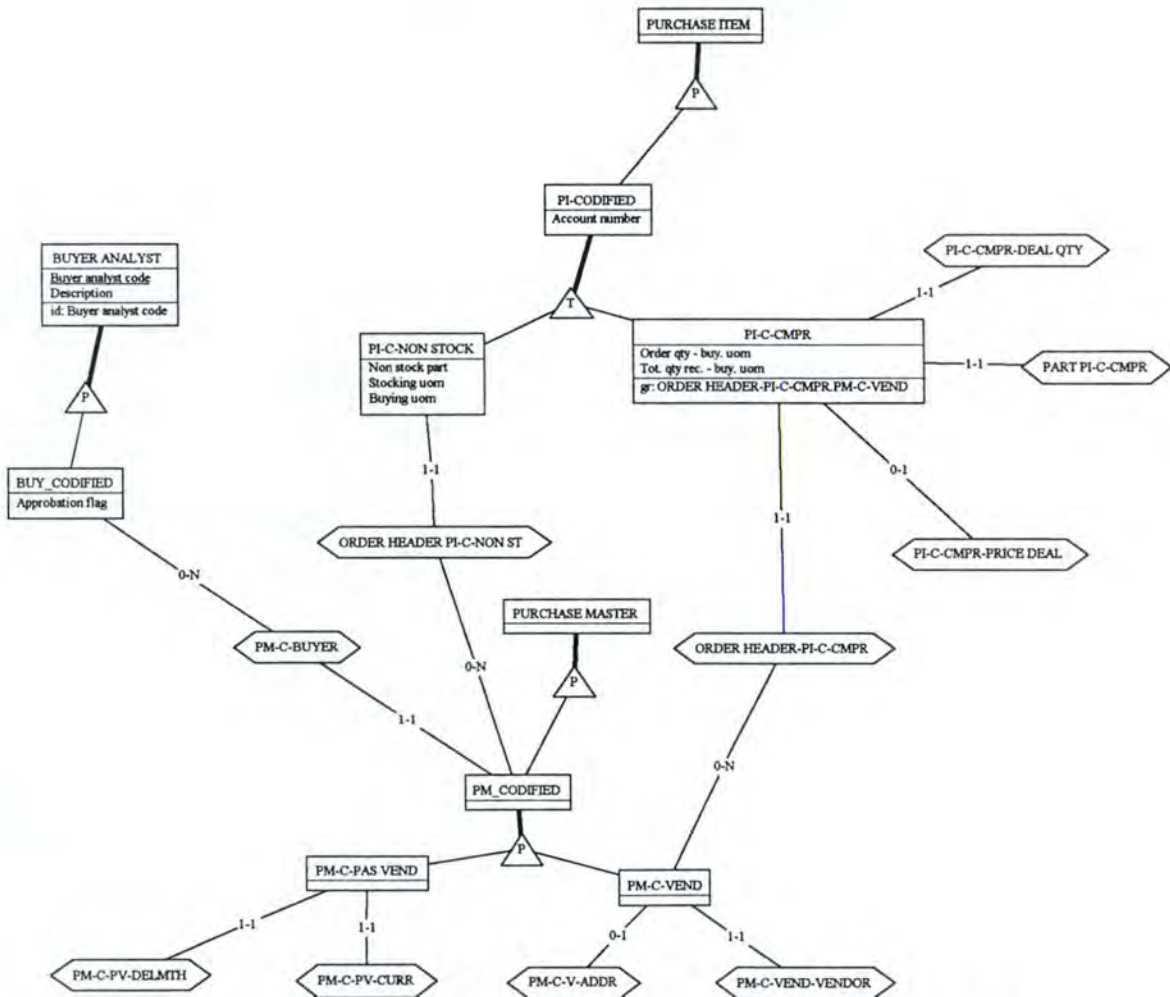 PURCHASE ITEM
P
PI-CODIFIED
Account number
BUYER ANALYST
Buyer analyst code
Description
id: Buyer analyst code
PI-C-CMPR-DEAL QTY
1-1
T
PI-C-NON STOCK
Non stock part
Stocking uom
Buying uom
PI-C-CMPR
Order qty - buy. uom
Tot. qty rec. - buy. uom
gr: ORDER HEADER-PI-C-CMPR.PM-C-VEND
1-1
PART PI-C-CMPR
P
BUY_CODIFIED
Approbation flag
1-1
0-1
1-1
ORDER HEADER PI-C-NON ST
PI-C-CMPR-PRICE DEAL
0-N
PURCHASE MASTER
PM-C-BUYER
ORDER HEADER-PI-C-CMPR
0-N
P
1-1
0-N
PM_CODIFIED
P
PM-C-PAS VEND
PM-C-VEND
1-1
1-1
0-1
1-1
PM-C-PV-DELMTH
PM-C-PV-CURR
PM-C-V-ADDR
PM-C-VEND-VENDOR